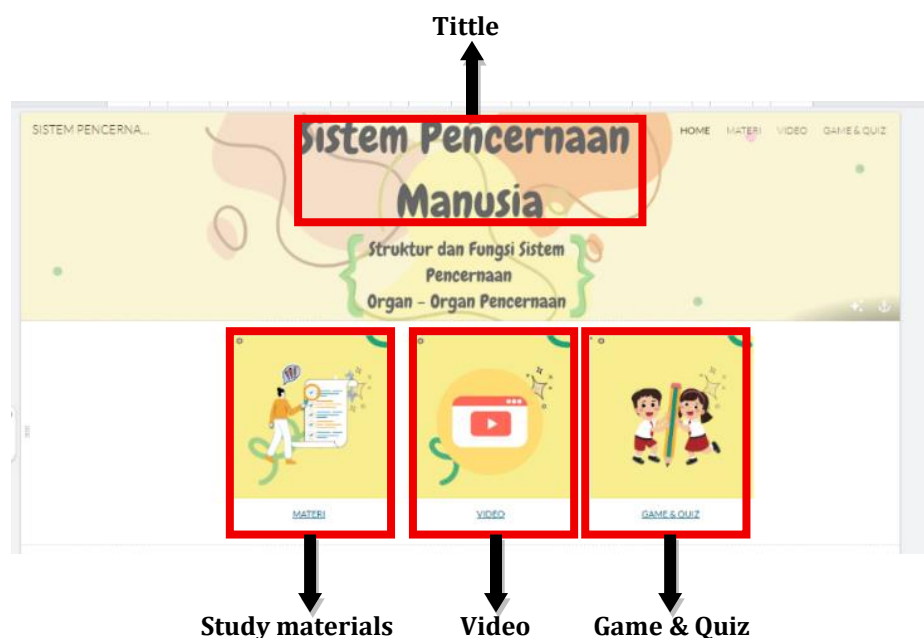 Tittle
SISTEM PENCERNA...
HOME MATERI VIDEO GAME & QUIZ
Sistem Pencernaan
Manusia
Struktur dan Fungsi Sistem
Pencernaan
Organ - Organ Pencernaan
MATERI
VIDEO
GAME & QUIZ
Study materials
Video
Game & Quiz